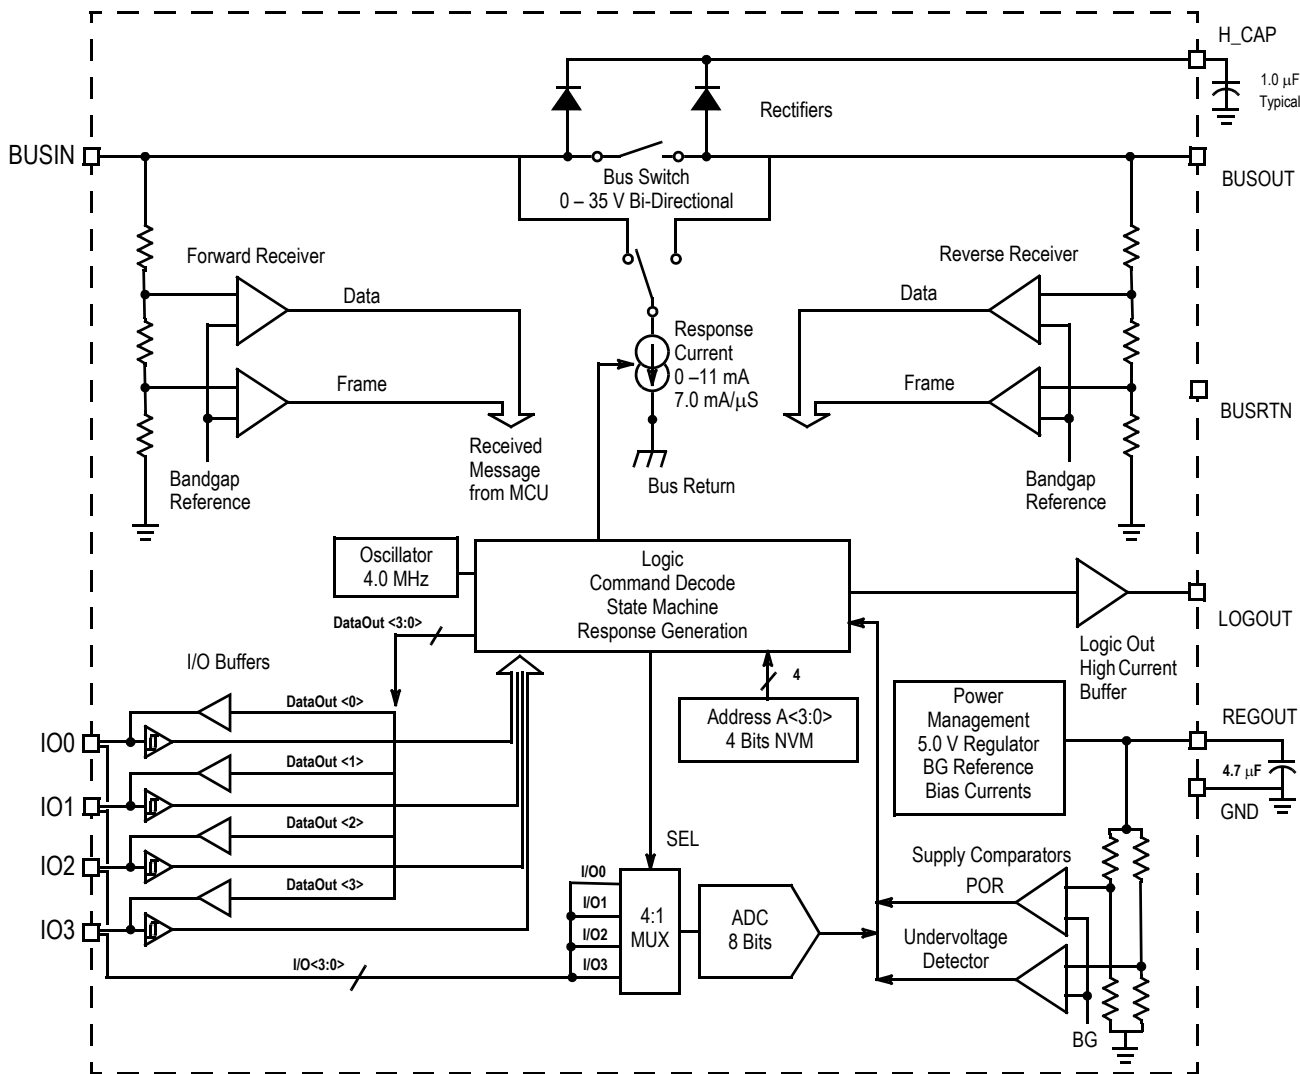 H_CAP
1.0 μF
Typical
Rectifiers
BUSIN
BUSOUT
Bus Switch
0 – 35 V Bi-Directional
Forward Receiver
Data
Frame
Bandgap
Reference
Received
Message
from MCU
Response
Current
0 –11 mA
7.0 mA/μS
Bus Return
Reverse Receiver
Data
Frame
Bandgap
Reference
BUSRTN
Oscillator
4.0 MHz
Logic
Command Decode
State Machine
Response Generation
LOGOUT
Logic Out
High Current
Buffer
DataOut <3:0>
I/O Buffers
DataOut <0>
IO0
DataOut <1>
IO1
DataOut <2>
IO2
DataOut <3>
IO3
I/O<3:0>
4
Address A<3:0>
4 Bits NVM
Power
Management
5.0 V Regulator
BG Reference
Bias Currents
REGOUT
4.7 μF
GND
SEL
I/O0
I/O1
I/O2
I/O3
4:1
MUX
ADC
8 Bits
Supply Comparators
POR
Undervoltage
Detector
BG